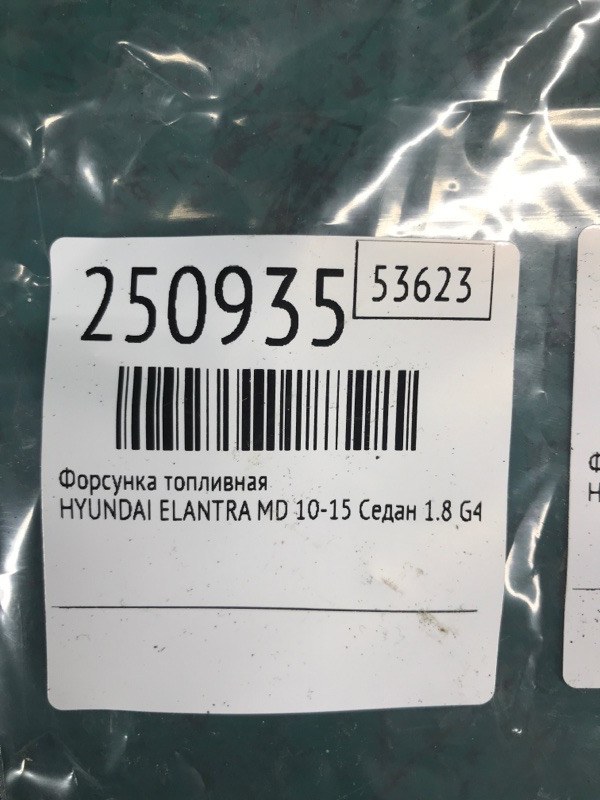 250935
53623
Форсунка топливная
HYUNDAI ELANTRA MD 10-15 Седан 1.8 G4
Ф
H